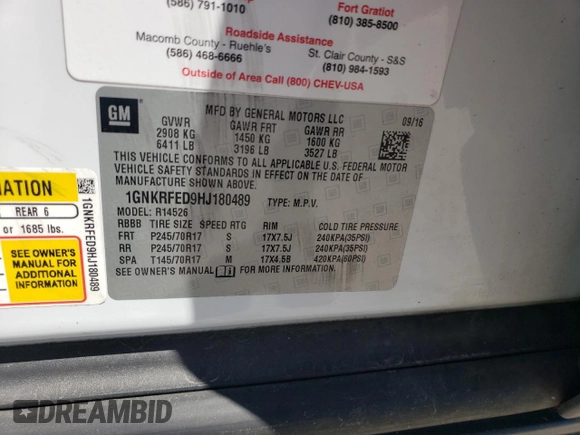 (586) 791-1010
Fort Gratiot
(810) 385-8500
Roadside Assistance
Macomb County - Ruehle's
(586) 468-6666
St. Clair County - S&S
(810) 984-1593
Outside of Area Call (800) CHEV-USA
GM
MFD BY GENERAL MOTORS LLC
09/16
GVWR GAWR FRT GAWR RR
2908 KG 1450 KG 1600 KG
6411 LB 3196 LB 3527 LB
THIS VEHICLE CONFORMS TO ALL APPLICABLE U.S. FEDERAL MOTOR
VEHICLE SAFETY STANDARDS IN EFFECT ON THE DATE OF
MANUFACTURE SHOWN ABOVE.
1GNKRFED9HJ180489 TYPE: M.P.V.
MODEL: R14526
RBBB TIRE SIZE SPEED RTG RIM COLD TIRE PRESSURE
FRT P245/70R17 S 17X7.5J 240KPA(35PSI)
RR P245/70R17 S 17X7.5J 240KPA(35PSI)
SPA T145/70R17 M 17X4.5B 420KPA(60PSI)
SEE OWNER'S MANUAL FOR MORE INFORMATION.
MATION
REAR 6
or 1685 lbs.
SEE OWNER'S
MANUAL FOR
ADDITIONAL
INFORMATION
1GNKRFED9HJ180489
DREAMBID